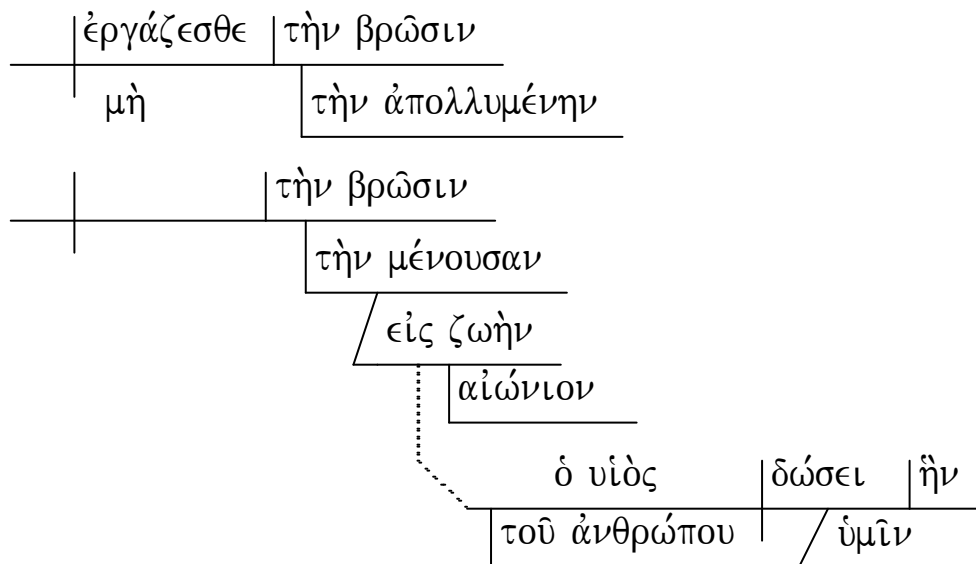 ἐργάζεσθε τὴν βρῶσιν
μὴ τὴν ἀπολλυμένην
τὴν βρῶσιν
τὴν μένουσαν
εἰς ζωὴν
αἰώνιον
ὁ υἱὸς δώσει ἣν
τοῦ ἀνθρώπου ὑμῖν